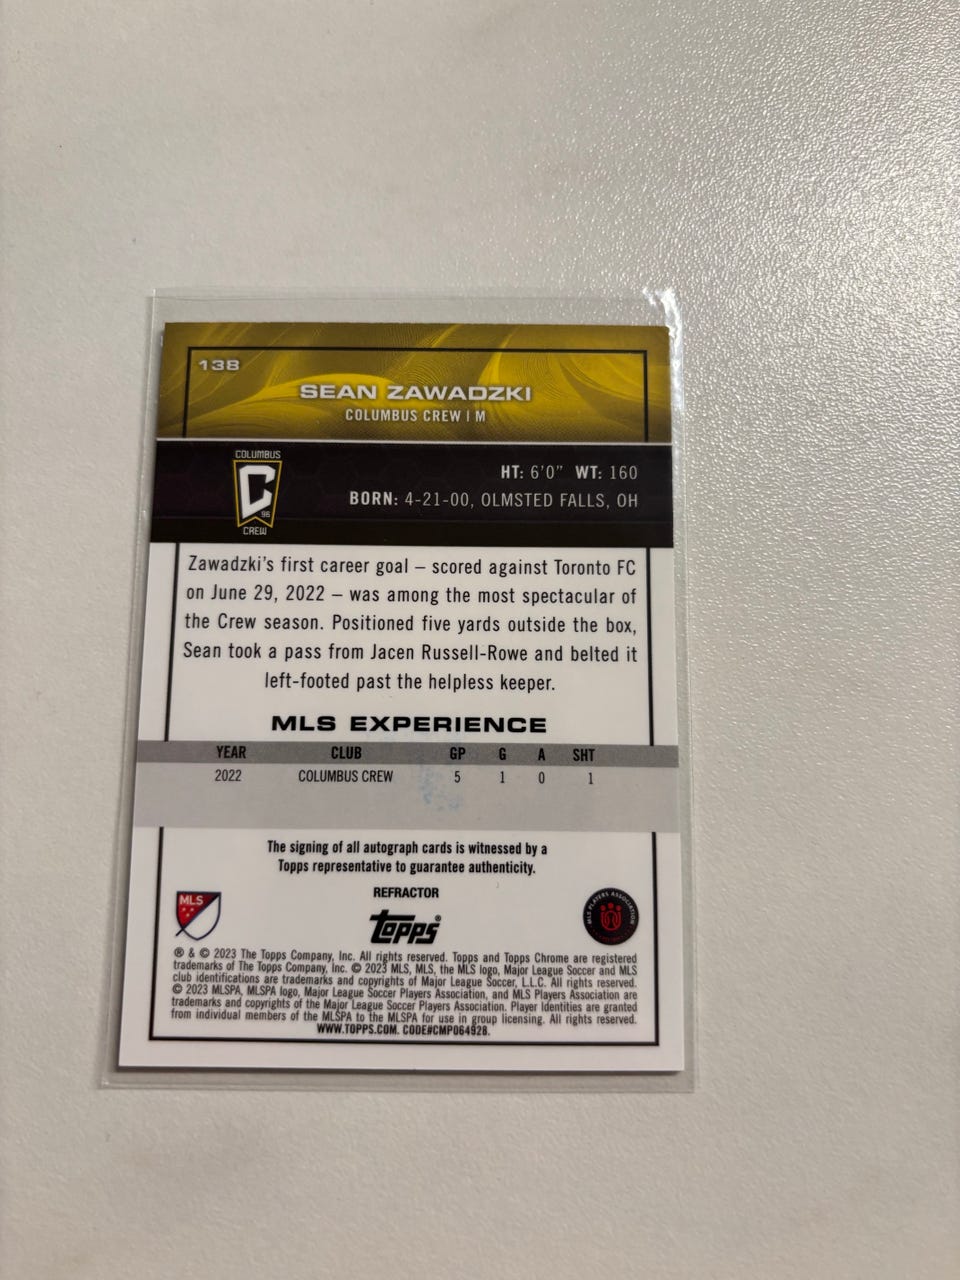 138
SEAN ZAWADZKI
COLUMBUS CREW | M
COLUMBUS
C
96
CREW
HT: 6'0" WT: 160
BORN: 4-21-00, OLMSTED FALLS, OH
Zawadzki's first career goal – scored against Toronto FC
on June 29, 2022 – was among the most spectacular of
the Crew season. Positioned five yards outside the box,
Sean took a pass from Jacen Russell-Rowe and belted it
left-footed past the helpless keeper.
MLS EXPERIENCE
YEAR CLUB GP G A SHT
2022 COLUMBUS CREW 5 1 0 1
The signing of all autograph cards is witnessed by a
Topps representative to guarantee authenticity.
REFRACTOR
MLS
topps®
MLS PLAYERS ASSOCIATION
® & © 2023 The Topps Company, Inc. All rights reserved. Topps and Topps Chrome are registered
trademarks of The Topps Company, Inc. © 2023 MLS, MLS, the MLS logo, Major League Soccer and MLS
club identifications are trademarks and copyrights of Major League Soccer, L.L.C. All rights reserved.
© 2023 MLSPA, MLSPA logo, Major League Soccer Players Association, and MLS Players Association are
trademarks and copyrights of the Major League Soccer Players Association. Player Identities are granted
from individual members of the MLSPA to the MLSPA for use in group licensing. All rights reserved.
WWW.TOPPS.COM. CODE#CMP064928.